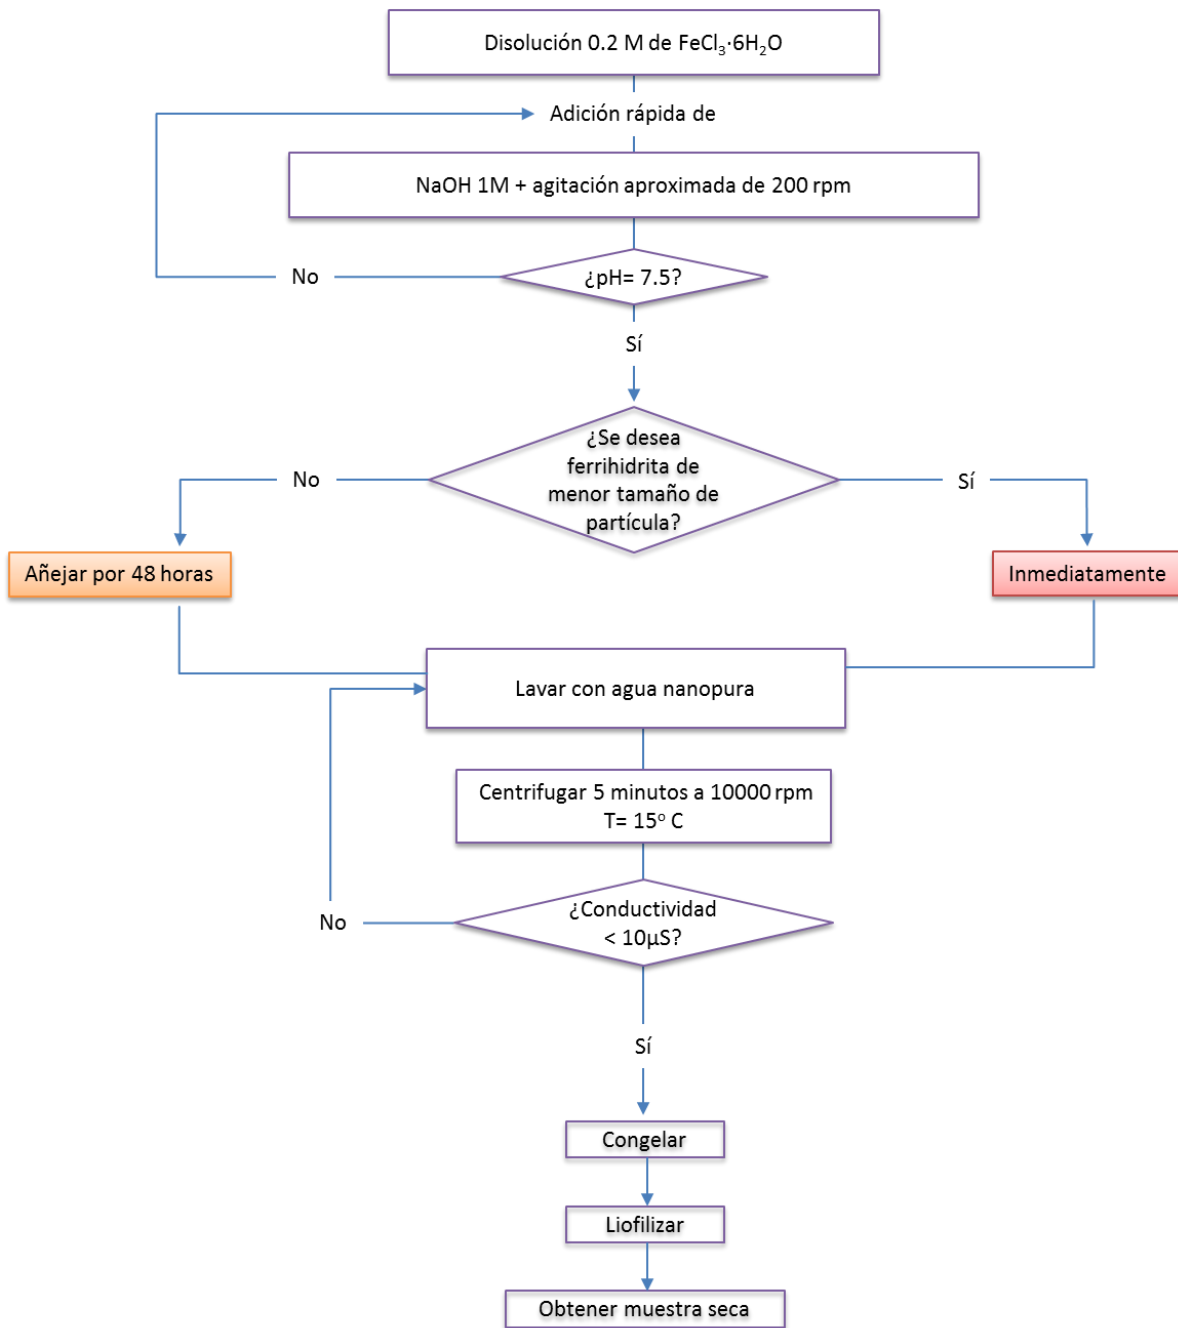 Disolución 0.2 M de FeCl₃·6H₂O
Adición rápida de
NaOH 1M + agitación aproximada de 200 rpm
No
¿pH= 7.5?
Sí
¿Se desea
ferrihidrita de
menor tamaño de
partícula?
No
Sí
Añejar por 48 horas
Inmediatamente
Lavar con agua nanopura
Centrifugar 5 minutos a 10000 rpm
T= 15º C
¿Conductividad
< 10µS?
No
Sí
Congelar
Liofilizar
Obtener muestra seca